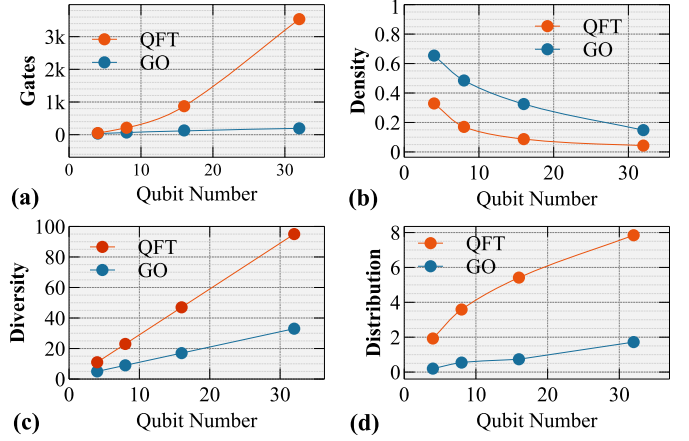 Gates
3k
2k
1k
0
QFT
GO
0 10 20 30
Qubit Number
(a)
Density
1
0.8
0.6
0.4
0.2
0
QFT
GO
0 10 20 30
Qubit Number
(b)
Diversity
100
80
60
40
20
0
QFT
GO
0 10 20 30
Qubit Number
(c)
Distribution
8
6
4
2
0
QFT
GO
0 10 20 30
Qubit Number
(d)